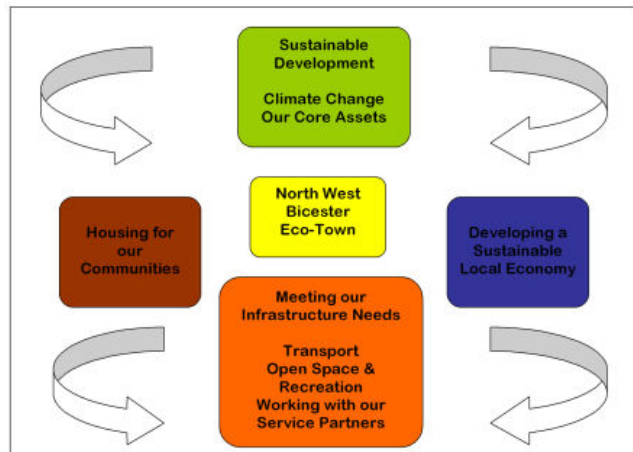 Sustainable
Development
Climate Change
Our Core Assets
North West
Bicester
Eco-Town
Housing for
our
Communities
Developing a
Sustainable
Local Economy
Meeting our
Infrastructure Needs
Transport
Open Space &
Recreation
Working with our
Service Partners